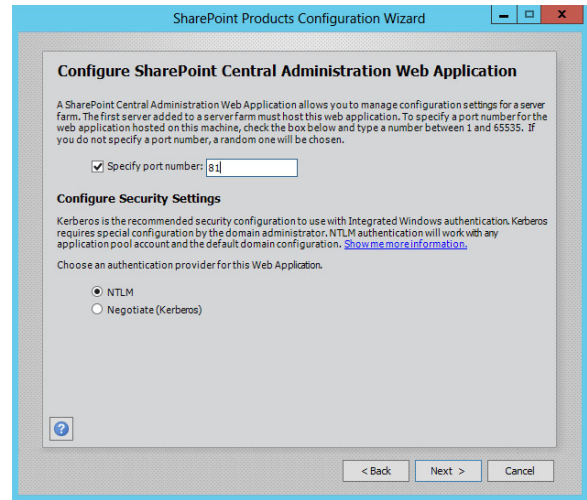 SharePoint Products Configuration Wizard
Configure SharePoint Central Administration Web Application
A SharePoint Central Administration Web Application allows you to manage configuration settings for a server
farm. The first server added to a server farm must host this web application. To specify a port number for the
web application hosted on this machine, check the box below and type a number between 1 and 65535. If
you do not specify a port number, a random one will be chosen.
Specify port number: 81
Configure Security Settings
Kerberos is the recommended security configuration to use with Integrated Windows authentication. Kerberos
requires special configuration by the domain administrator. NTLM authentication will work with any
application pool account and the default domain configuration. Show me more information.
Choose an authentication provider for this Web Application.
NTLM
Negotiate (Kerberos)
< Back Next > Cancel